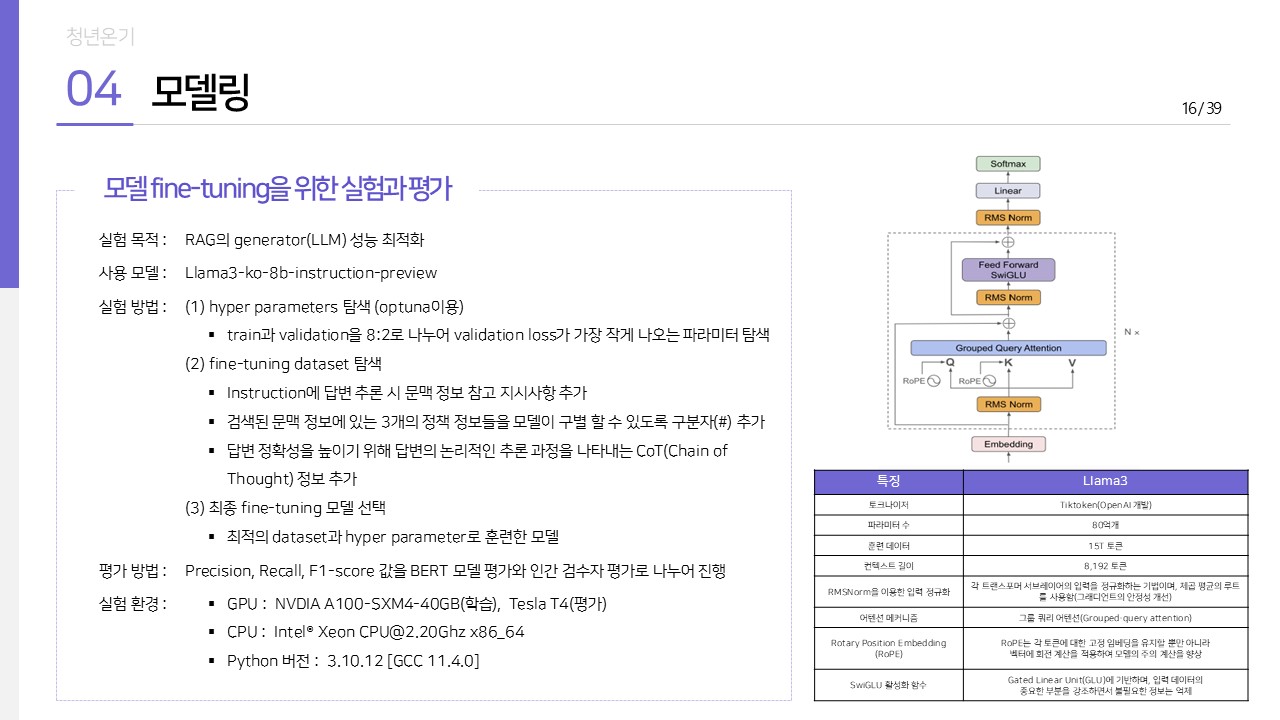 청년온기
04 모델링
16/39
모델 fine-tuning을 위한 실험과 평가
실험 목적 : RAG의 generator(LLM) 성능 최적화
사용 모델 : Llama3-ko-8b-instruction-preview
실험 방법 : (1) hyper parameters 탐색 (optuna이용)
▪ train과 validation을 8:2로 나누어 validation loss가 가장 작게 나오는 파라미터 탐색
(2) fine-tuning dataset 탐색
▪ Instruction에 답변 추론 시 문맥 정보 참고 지시사항 추가
▪ 검색된 문맥 정보에 있는 3개의 정책 정보들을 모델이 구별 할 수 있도록 구분자(#) 추가
▪ 답변 정확성을 높이기 위해 답변의 논리적인 추론 과정을 나타내는 CoT(Chain of
Thought) 정보 추가
(3) 최종 fine-tuning 모델 선택
▪ 최적의 dataset과 hyper parameter로 훈련한 모델
평가 방법 : Precision, Recall, F1-score 값을 BERT 모델 평가와 인간 검수자 평가로 나누어 진행
실험 환경 : ▪ GPU : NVDIA A100-SXM4-40GB(학습), Tesla T4(평가)
▪ CPU : Intel® Xeon CPU@2.20Ghz x86_64
▪ Python 버전 : 3.10.12 [GCC 11.4.0]
Softmax
Linear
RMS Norm
Feed Forward
SwiGLU
RMS Norm
N ×
Grouped Query Attention
Q K V
RoPE RoPE
RMS Norm
Embedding
특징 Llama3
토크나이저 Tiktoken(OpenAI 개발)
파라미터 수 80억개
훈련 데이터 15T 토큰
컨텍스트 길이 8,192 토큰
RMSNorm을 이용한 입력 정규화 각 트랜스포머 서브레이어의 입력을 정규화하는 기법이며, 제곱 평균의 루트
를 사용함(그래디언트의 안정성 개선)
어텐션 메커니즘 그룹 쿼리 어텐션(Grouped-query attention)
Rotary Position Embedding
(RoPE)
RoPE는 각 토큰에 대한 고정 임베딩을 유지할 뿐만 아니라
벡터에 회전 계산을 적용하여 모델의 주의 계산을 향상
SwiGLU 활성화 함수
Gated Linear Unit(GLU)에 기반하며, 입력 데이터의
중요한 부분을 강조하면서 불필요한 정보는 억제